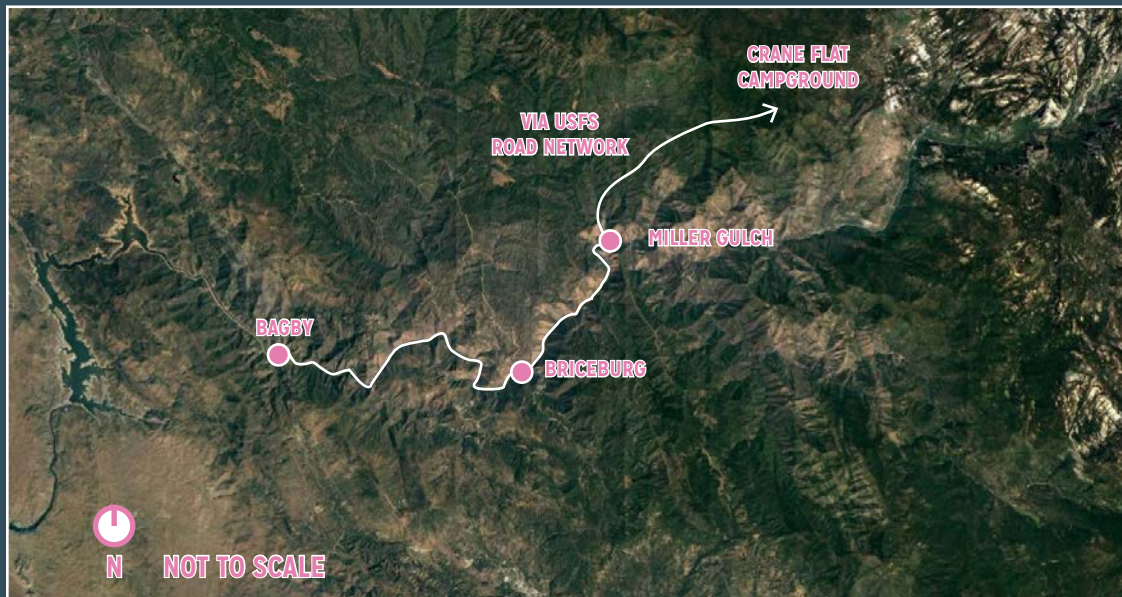 CRANE FLAT
CAMPGROUND
VIA USFS
ROAD NETWORK
MILLER GULCH
BAGBY
BRICEBURG
N
NOT TO SCALE